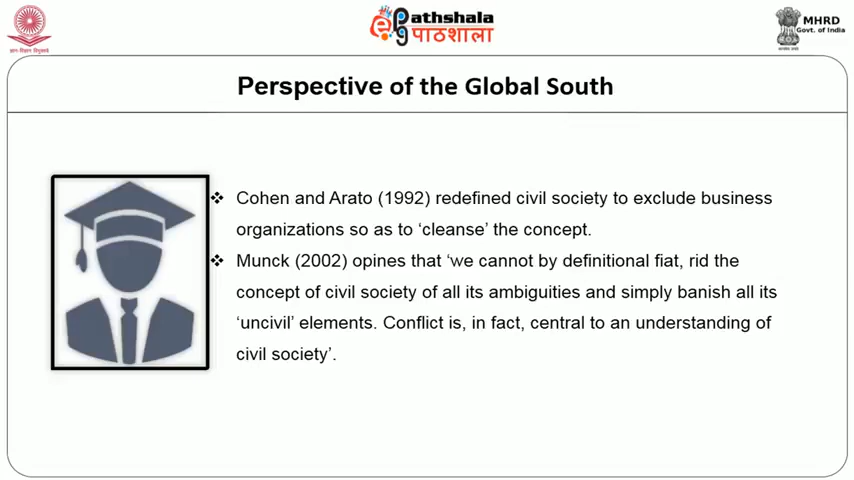 Pathshala
पाठशाला
MHRD
Govt. of India
Perspective of the Global South
❖ Cohen and Arato (1992) redefined civil society to exclude business
organizations so as to ‘cleanse’ the concept.
❖ Munck (2002) opines that ‘we cannot by definitional fiat, rid the
concept of civil society of all its ambiguities and simply banish all its
‘uncivil’ elements. Conflict is, in fact, central to an understanding of
civil society’.